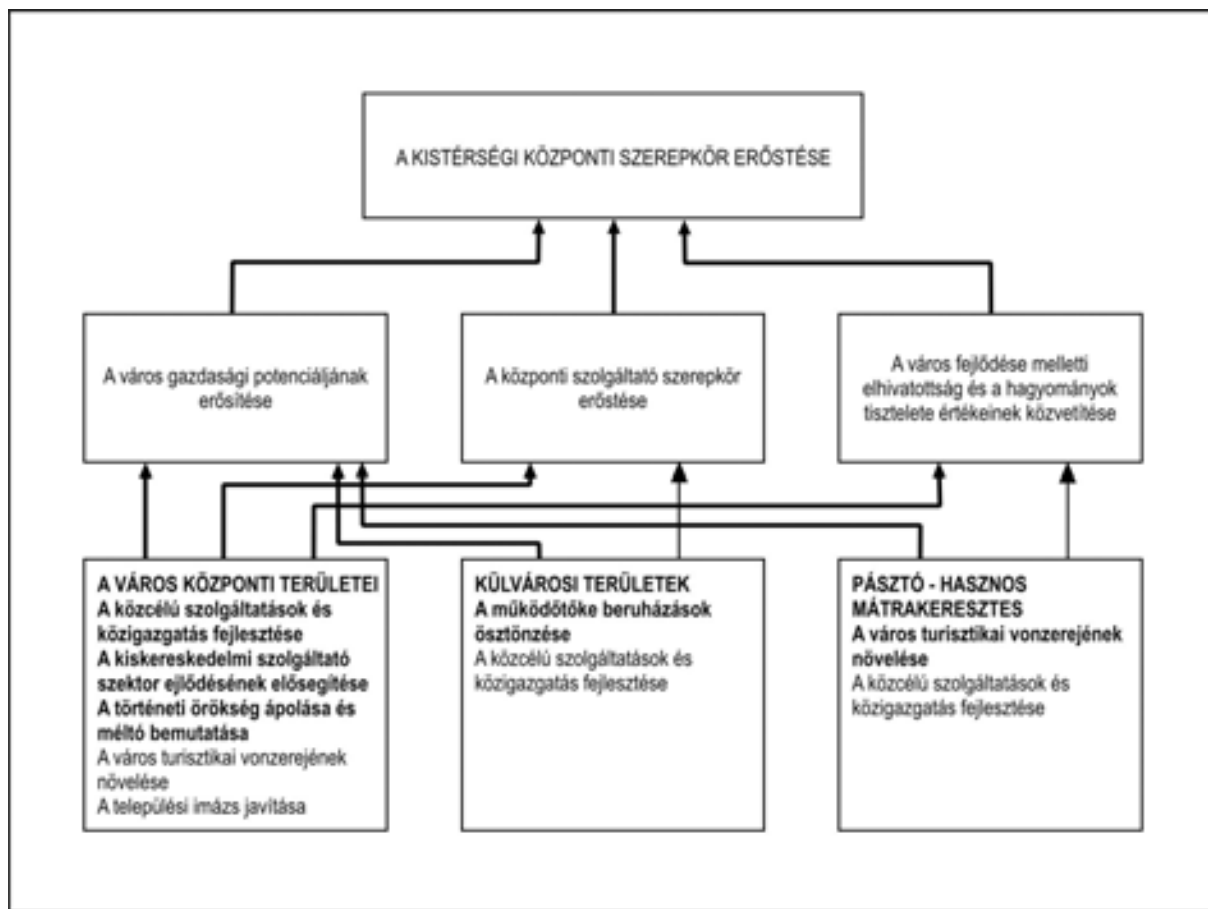 A KISTÉRSÉGI KÖZPONTI SZEREPKÖR ERŐSTÉSE
A város gazdasági potenciáljának
erősítése
A központi szolgáltató szerepkör
erőstése
A város fejlődése melletti
elhivatottság és a hagyományok
tisztelete értékeinek közvetítése
A VÁROS KÖZPONTI TERÜLETEI
A közcélú szolgáltatások és
közigazgatás fejlesztése
A kiskereskedelmi szolgáltató
szektor ejlődésének elősegítése
A történeti örökség ápolása és
méltó bemutatása
A város turisztikai vonzerejének
növelése
A települési imázs javítása
KÜLVÁROSI TERÜLETEK
A működőtőke beruházások
ösztönzése
A közcélú szolgáltatások és
közigazgatás fejlesztése
PÁSZTÓ - HASZNOS
MÁTRAKERESZTES
A város turisztikai vonzerejének
növelése
A közcélú szolgáltatások és
közigazgatás fejlesztése